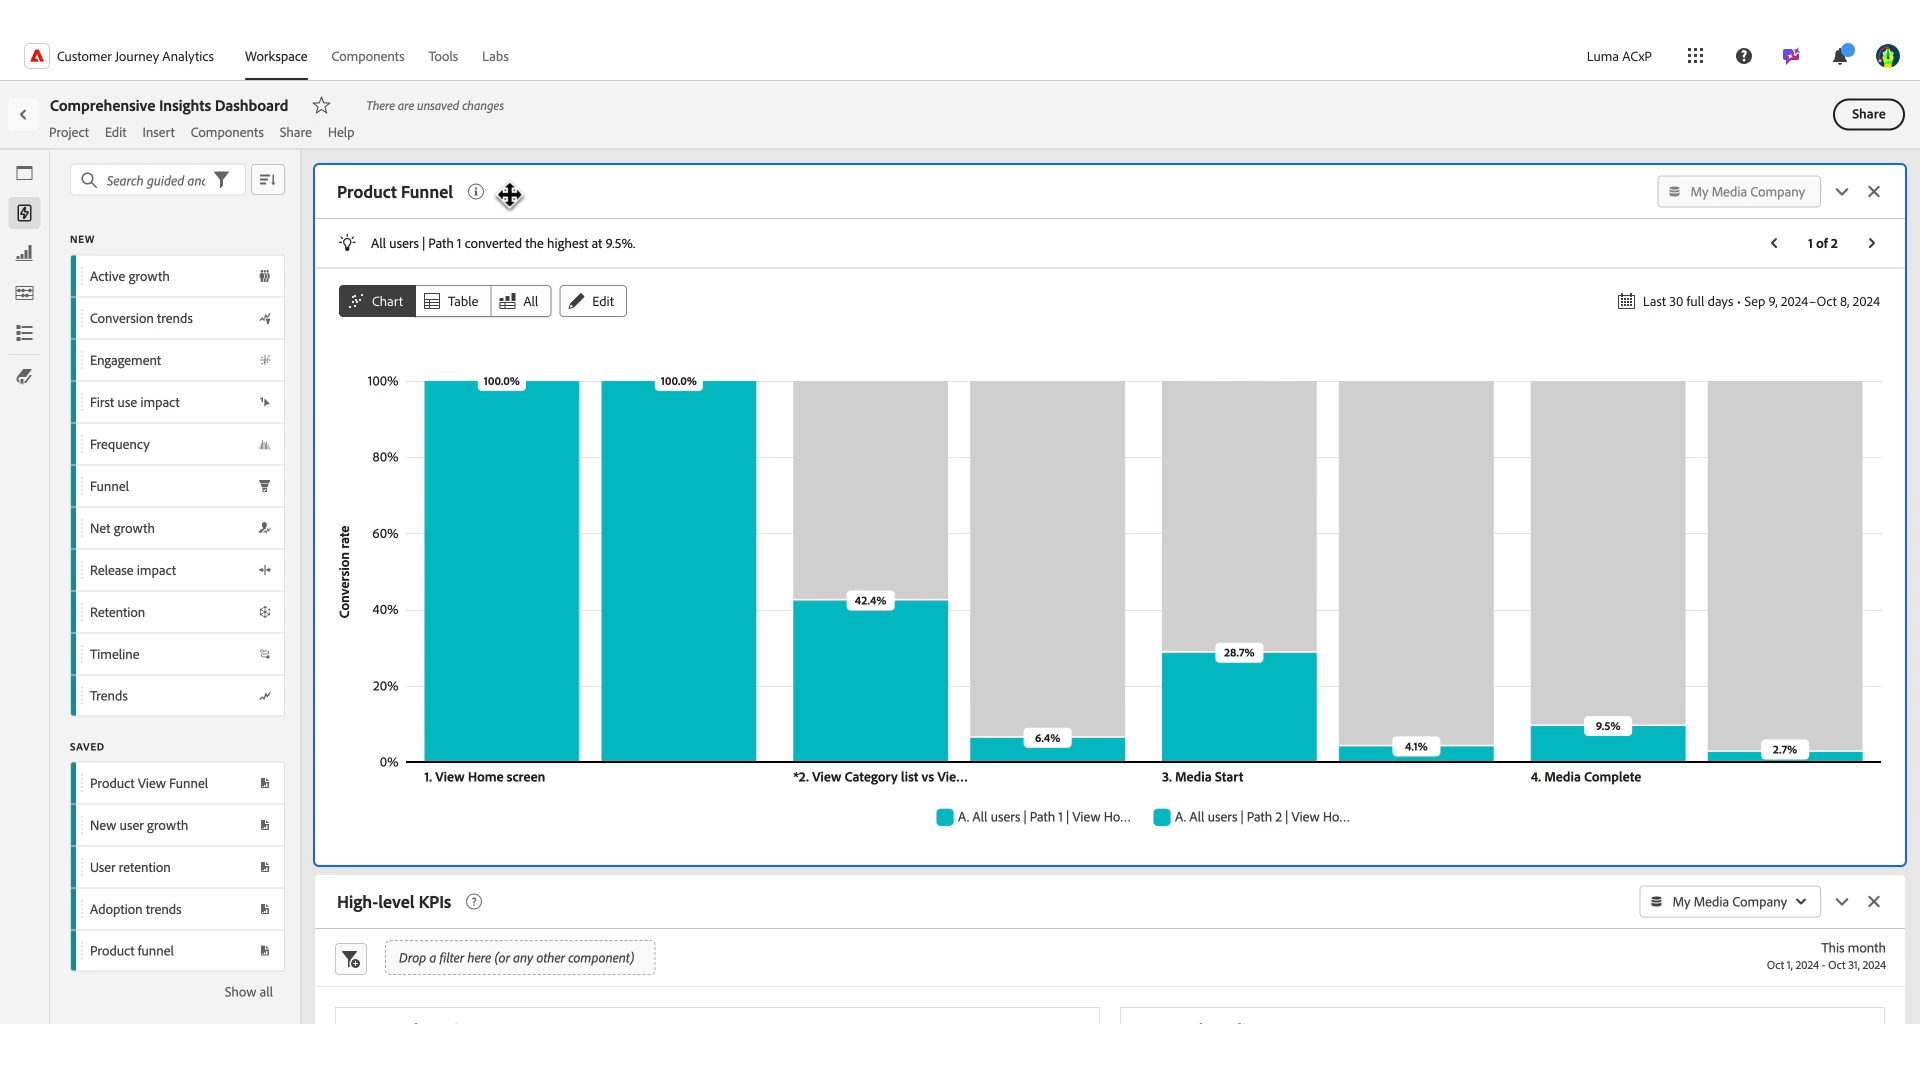 Customer Journey Analytics
Workspace
Components
Tools
Labs
Luma ACxP
Comprehensive Insights Dashboard
There are unsaved changes
Share
Project
Edit
Insert
Components
Share
Help
Search guided anc
NEW
Active growth
Conversion trends
Engagement
First use impact
Frequency
Funnel
Net growth
Release impact
Retention
Timeline
Trends
SAVED
Product View Funnel
New user growth
User retention
Adoption trends
Product funnel
Show all
Product Funnel
My Media Company
All users | Path 1 converted the highest at 9.5%.
1 of 2
Chart
Table
All
Edit
Last 30 full days • Sep 9, 2024–Oct 8, 2024
Conversion rate
100%
80%
60%
40%
20%
0%
100.0%
100.0%
42.4%
6.4%
28.7%
4.1%
9.5%
2.7%
1. View Home screen
*2. View Category list vs Vie...
3. Media Start
4. Media Complete
A. All users | Path 1 | View Ho...
A. All users | Path 2 | View Ho...
High-level KPIs
My Media Company
Drop a filter here (or any other component)
This month
Oct 1, 2024 - Oct 31, 2024